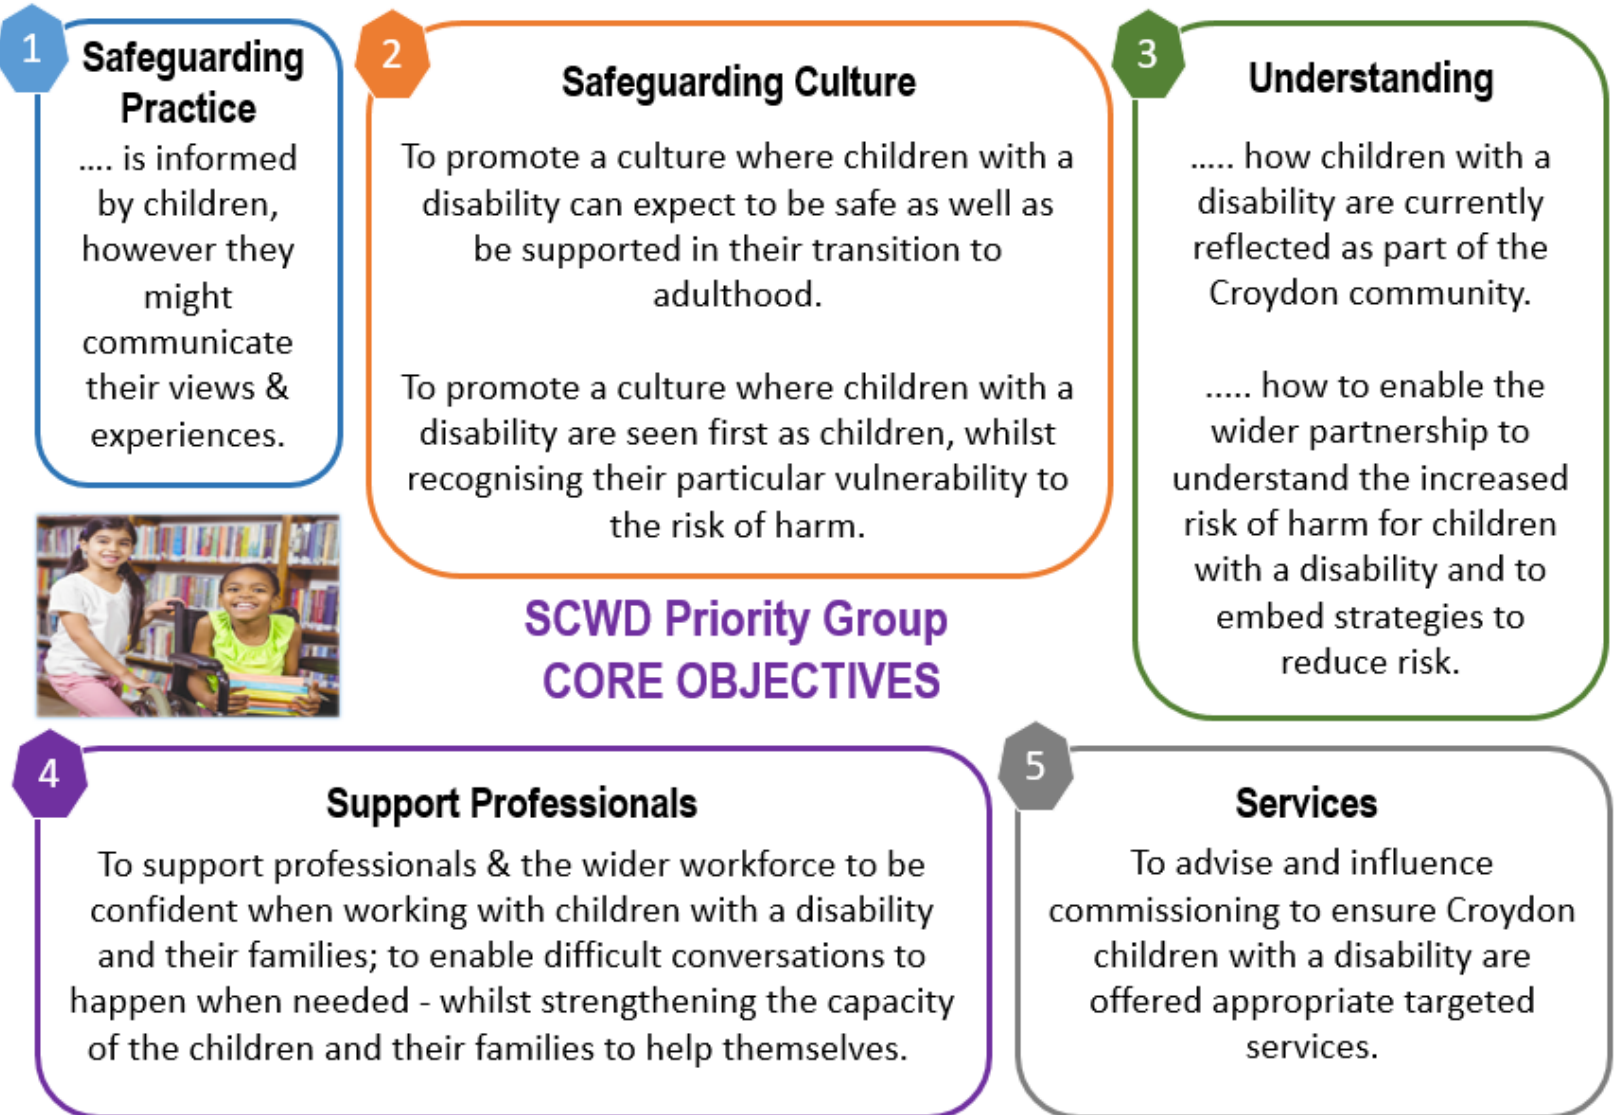 1
Safeguarding
Practice
.... is informed
by children,
however they
might
communicate
their views &
experiences.
2
Safeguarding Culture
To promote a culture where children with a
disability can expect to be safe as well as
be supported in their transition to
adulthood.
To promote a culture where children with a
disability are seen first as children, whilst
recognising their particular vulnerability to
the risk of harm.
3
Understanding
..... how children with a
disability are currently
reflected as part of the
Croydon community.
..... how to enable the
wider partnership to
understand the increased
risk of harm for children
with a disability and to
embed strategies to
reduce risk.
SCWD Priority Group
CORE OBJECTIVES
4
Support Professionals
To support professionals & the wider workforce to be
confident when working with children with a disability
and their families; to enable difficult conversations to
happen when needed - whilst strengthening the capacity
of the children and their families to help themselves.
5
Services
To advise and influence
commissioning to ensure Croydon
children with a disability are
offered appropriate targeted
services.